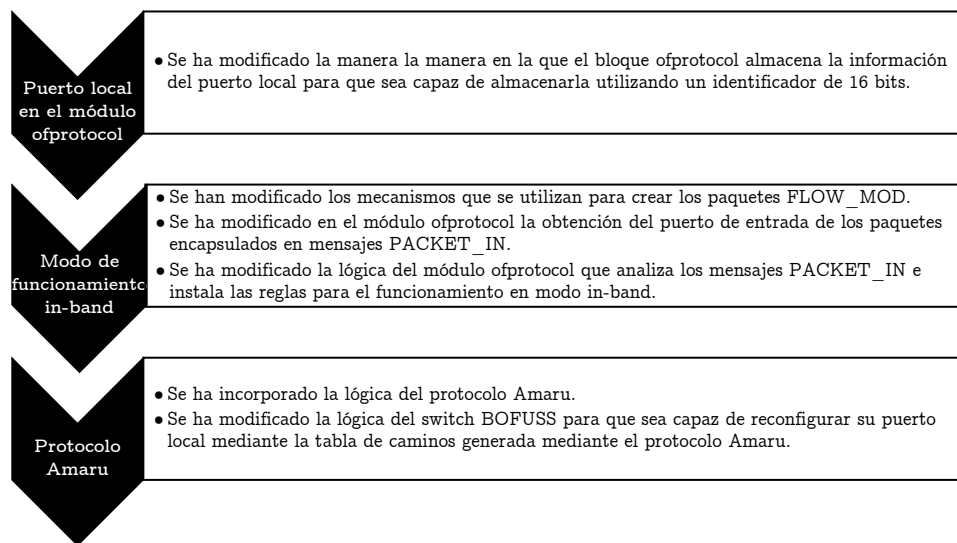 Puerto local
en el módulo
ofprotocol
● Se ha modificado la manera la manera en la que el bloque ofprotocol almacena la información
del puerto local para que sea capaz de almacenarla utilizando un identificador de 16 bits.
Modo de
funcionamiento
in-band
● Se han modificado los mecanismos que se utilizan para crear los paquetes FLOW_MOD.
● Se ha modificado en el módulo ofprotocol la obtención del puerto de entrada de los paquetes
encapsulados en mensajes PACKET_IN.
● Se ha modificado la lógica del módulo ofprotocol que analiza los mensajes PACKET_IN e
instala las reglas para el funcionamiento en modo in-band.
Protocolo
Amaru
● Se ha incorporado la lógica del protocolo Amaru.
● Se ha modificado la lógica del switch BOFUSS para que sea capaz de reconfigurar su puerto
local mediante la tabla de caminos generada mediante el protocolo Amaru.